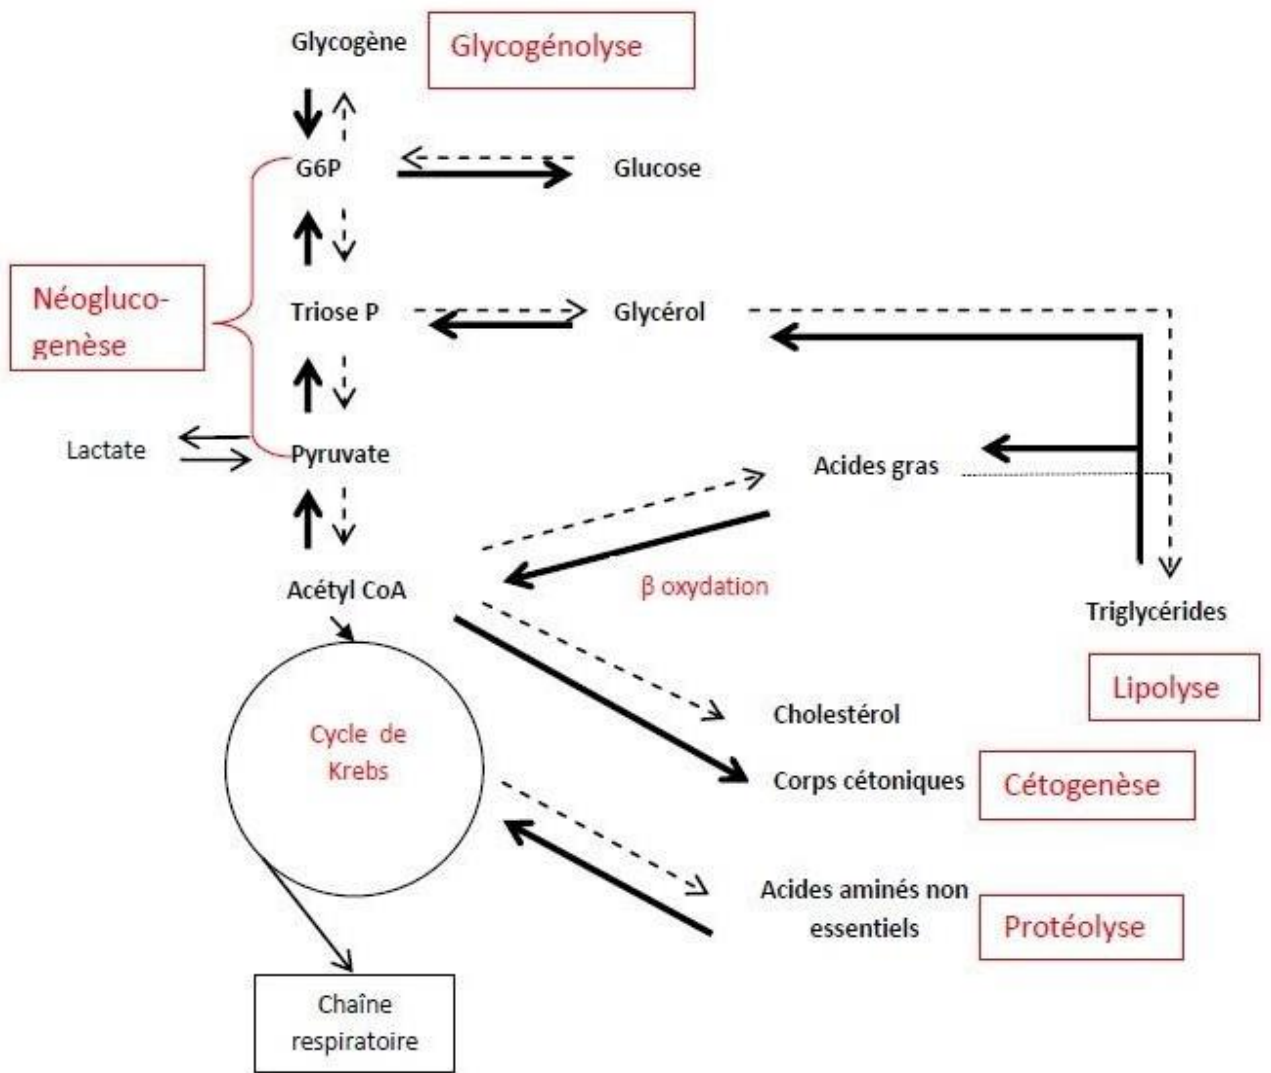 Glycogène
Glycogénolyse
G6P
Glucose
Néogluco-
genèse
Triose P
Glycérol
Lactate
Pyruvate
Acides gras
Acétyl CoA
β oxydation
Triglycérides
Lipolyse
Cycle de
Krebs
Cholestérol
Corps cétoniques
Cétogenèse
Acides aminés non
essentiels
Protéolyse
Chaîne
respiratoire